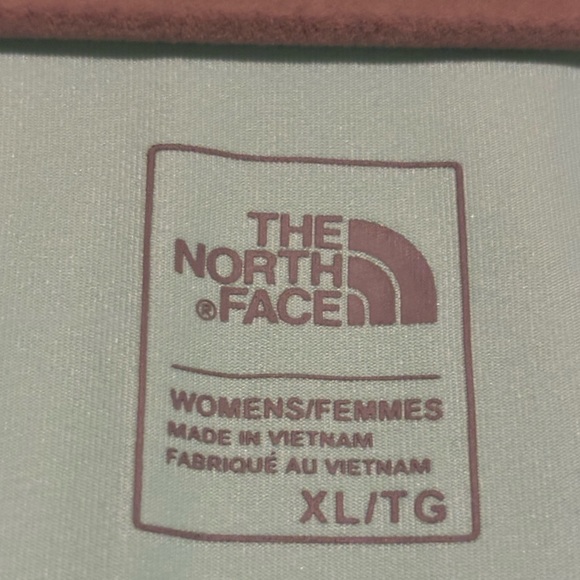 THE
NORTH
®FACE
WOMENS/FEMMES
MADE IN VIETNAM
FABRIQUÉ AU VIETNAM
XL/TG